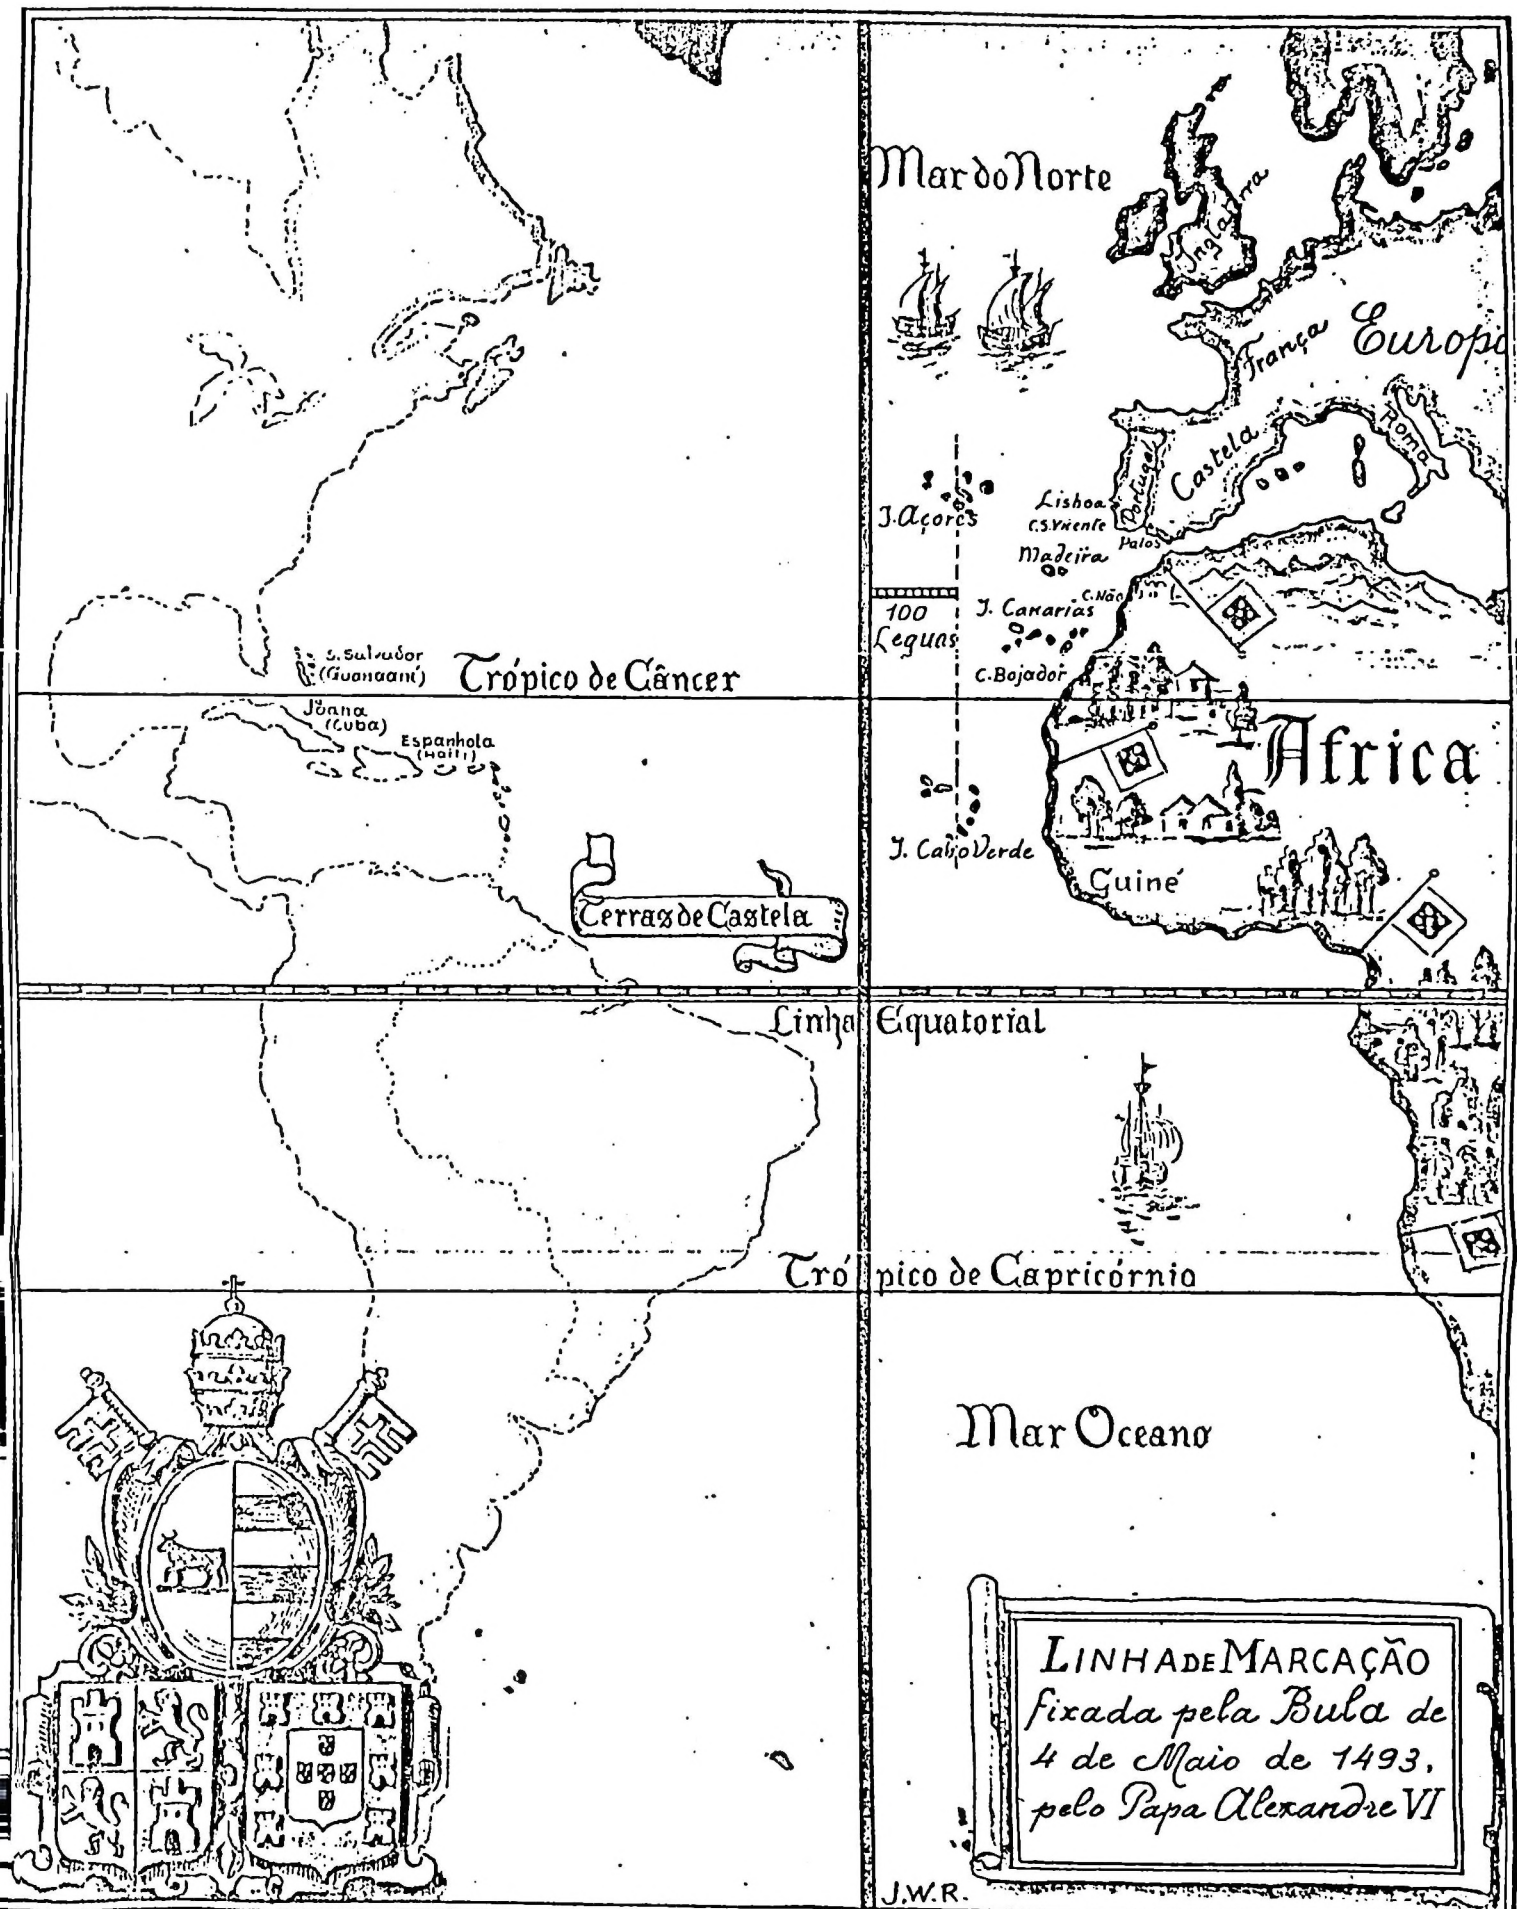 Mar do Norte
Inglaterra
França
Europa
Castela
Portugal
Roma
Lisboa
C.S.Vicente
Palos
I. Açores
Madeira
C. Não
I. Canarias
100
Leguas
C. Bojador
S. Salvador
(Guanaani)
Trópico de Câncer
Joana
(Cuba)
Espanhola
(Haiti)
Africa
I. Cabo Verde
Guiné
Terras de Castela
Linha Equatorial
Trópico de Capricórnio
Mar Oceano
LINHA DE MARCAÇÃO
fixada pela Bula de
4 de Maio de 1493,
pelo Papa Alexandre VI
J.W.R.